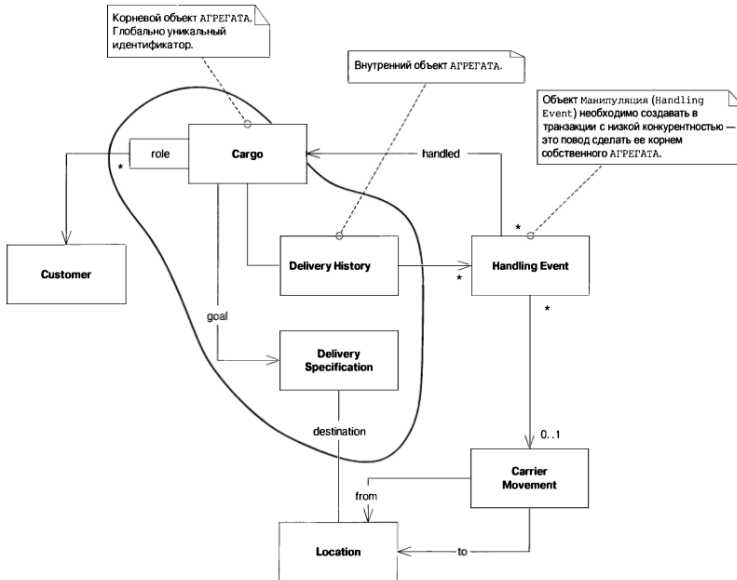 Корневой объект АГРЕГАТА.
Глобально уникальный
идентификатор.
Внутренний объект АГРЕГАТА.
Объект Манипуляция (Handling
Event) необходимо создавать в
транзакции с низкой конкурентностью —
это повод сделать ее корнем
собственного АГРЕГАТА.
role
*
Cargo
handled
Customer
Delivery History
*
*
Handling Event
*
goal
Delivery
Specification
destination
0..1
Carrier
Movement
from
Location
to